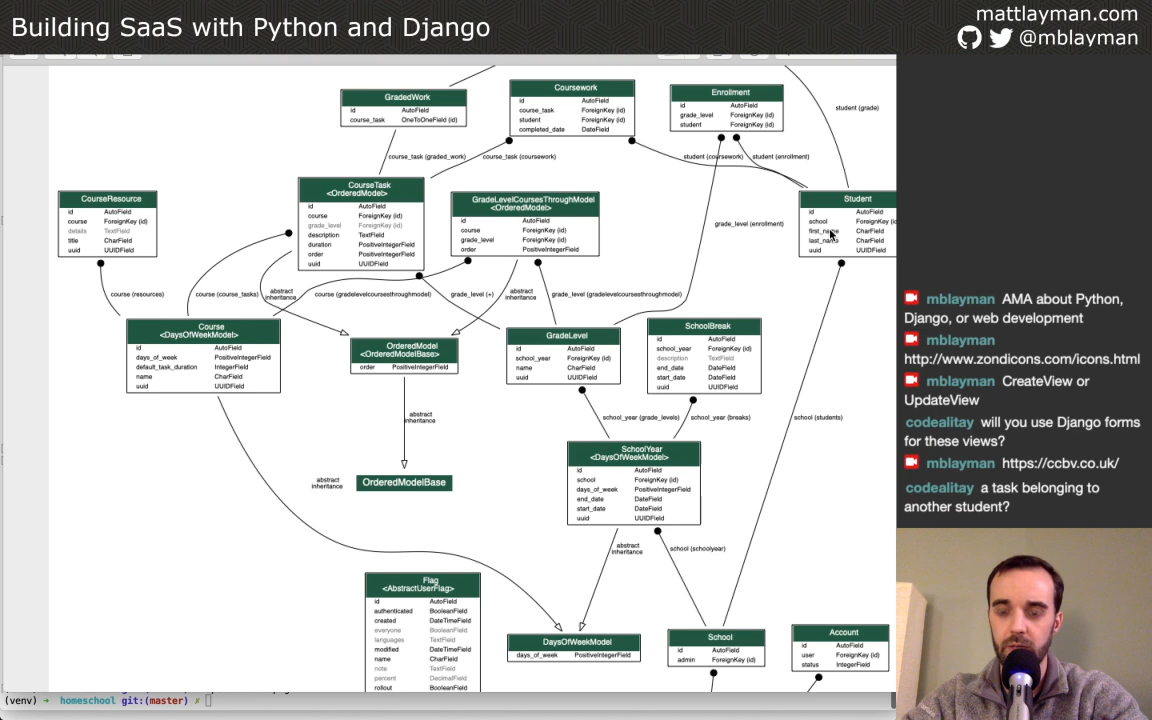 Building SaaS with Python and Django
mattlayman.com
@mblayman
GradedWork
id AutoField
course_task OneToOneField (id)
Coursework
id AutoField
course_task ForeignKey (id)
student ForeignKey (id)
completed_date DateField
Enrollment
id AutoField
grade_level ForeignKey (id)
student ForeignKey (id)
student (grade)
course_task (graded_work)
course_task (coursework)
student (coursework)
student (enrollment)
CourseResource
id AutoField
course ForeignKey (id)
details TextField
title CharField
uuid UUIDField
CourseTask
<OrderedModel>
id AutoField
course ForeignKey (id)
grade_level ForeignKey (id)
description TextField
duration PositiveIntegerField
order PositiveIntegerField
uuid UUIDField
GradeLevelCoursesThroughModel
<OrderedModel>
id AutoField
course ForeignKey (id)
grade_level ForeignKey (id)
order PositiveIntegerField
grade_level (enrollment)
Student
id AutoField
school ForeignKey (id
first_name CharField
last_name CharField
uuid UUIDField
course (resources)
course (course_tasks)
abstract
inheritance
course (gradelevelcoursesthroughmodel)
grade_level (+)
abstract
inheritance
grade_level (gradelevelcoursesthroughmodel)
Course
<DaysOfWeekModel>
id AutoField
days_of_week PositiveIntegerField
default_task_duration IntegerField
name CharField
uuid UUIDField
OrderedModel
<OrderedModelBase>
order PositiveIntegerField
GradeLevel
id AutoField
school_year ForeignKey (id)
name CharField
uuid UUIDField
SchoolBreak
id AutoField
school_year ForeignKey (id)
description TextField
end_date DateField
start_date DateField
uuid UUIDField
abstract
inheritance
school_year (grade_levels)
school_year (breaks)
school (students)
SchoolYear
<DaysOfWeekModel>
id AutoField
school ForeignKey (id)
days_of_week PositiveIntegerField
end_date DateField
start_date DateField
uuid UUIDField
abstract
inheritance
OrderedModelBase
abstract
inheritance
school (schoolyear)
Flag
<AbstractUserFlag>
id AutoField
authenticated BooleanField
created DateTimeField
everyone BooleanField
languages TextField
modified DateTimeField
name CharField
note TextField
percent DecimalField
rollout BooleanField
DaysOfWeekModel
days_of_week PositiveIntegerField
School
id AutoField
admin ForeignKey (id)
Account
id AutoField
user ForeignKey (id)
status IntegerField
(venv) ➜ homeschool git:(master) ✗
mblayman AMA about Python,
Django, or web development
mblayman
http://www.zondicons.com/icons.html
mblayman CreateView or
UpdateView
codealitay will you use Django forms
for these views?
mblayman https://ccbv.co.uk/
codealitay a task belonging to
another student?